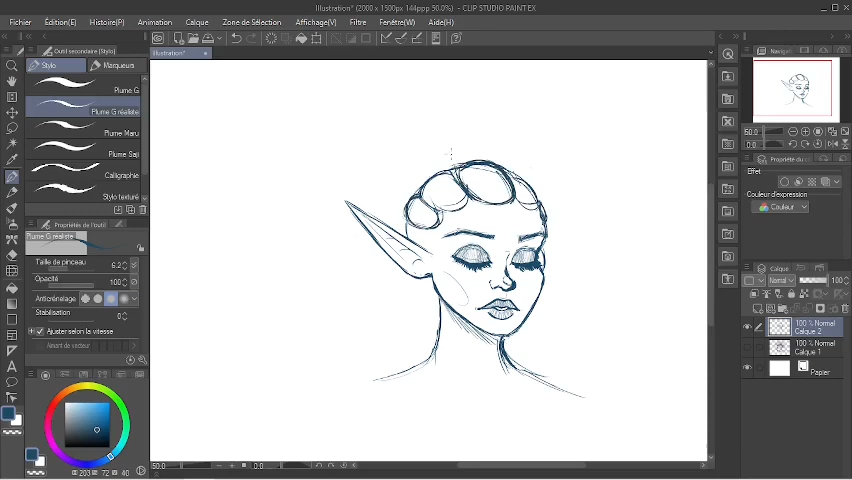 Illustration* (2000 x 1500px 144ppp 50.0%) - CLIP STUDIO PAINT EX
Fichier Édition(E) Histoire(P) Animation Calque Zone de Sélection Affichage(V) Filtre Fenêtre(W) Aide(H)
Outil secondaire (Stylo)
Illustration*
Stylo Marqueurs
Plume G
Plume G réaliste
Plume Maru
Plume Saji
Calligraphie
Stylo texturé
Propriétés de l'outil
Plume G réaliste
Taille de pinceau 6.2
Opacité 100
Anticrénelage
Stabilisation 0
Ajuster selon la vitesse
Aimant de vecteur
203 72 40
50.0 0.0
Navigat
50.0
0.0
Propriété du c
Effet
Couleur d'expression
Couleur
Calque
Normal 100
100 % Normal
Calque 2
100 % Normal
Calque 1
Papier